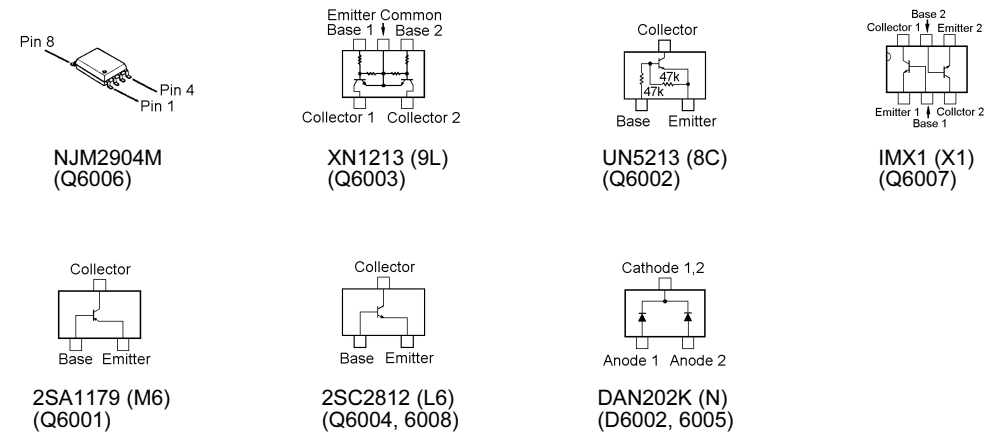 Pin 8
Pin 4
Pin 1
NJM2904M
(Q6006)
Emitter Common
Base 1 Base 2
Collector 1 Collector 2
XN1213 (9L)
(Q6003)
Collector
47k
47k
Base Emitter
UN5213 (8C)
(Q6002)
Base 2
Collector 1 Emitter 2
Emitter 1 Collctor 2
Base 1
IMX1 (X1)
(Q6007)
Collector
Base Emitter
2SA1179 (M6)
(Q6001)
Collector
Base Emitter
2SC2812 (L6)
(Q6004, 6008)
Cathode 1,2
Anode 1 Anode 2
DAN202K (N)
(D6002, 6005)